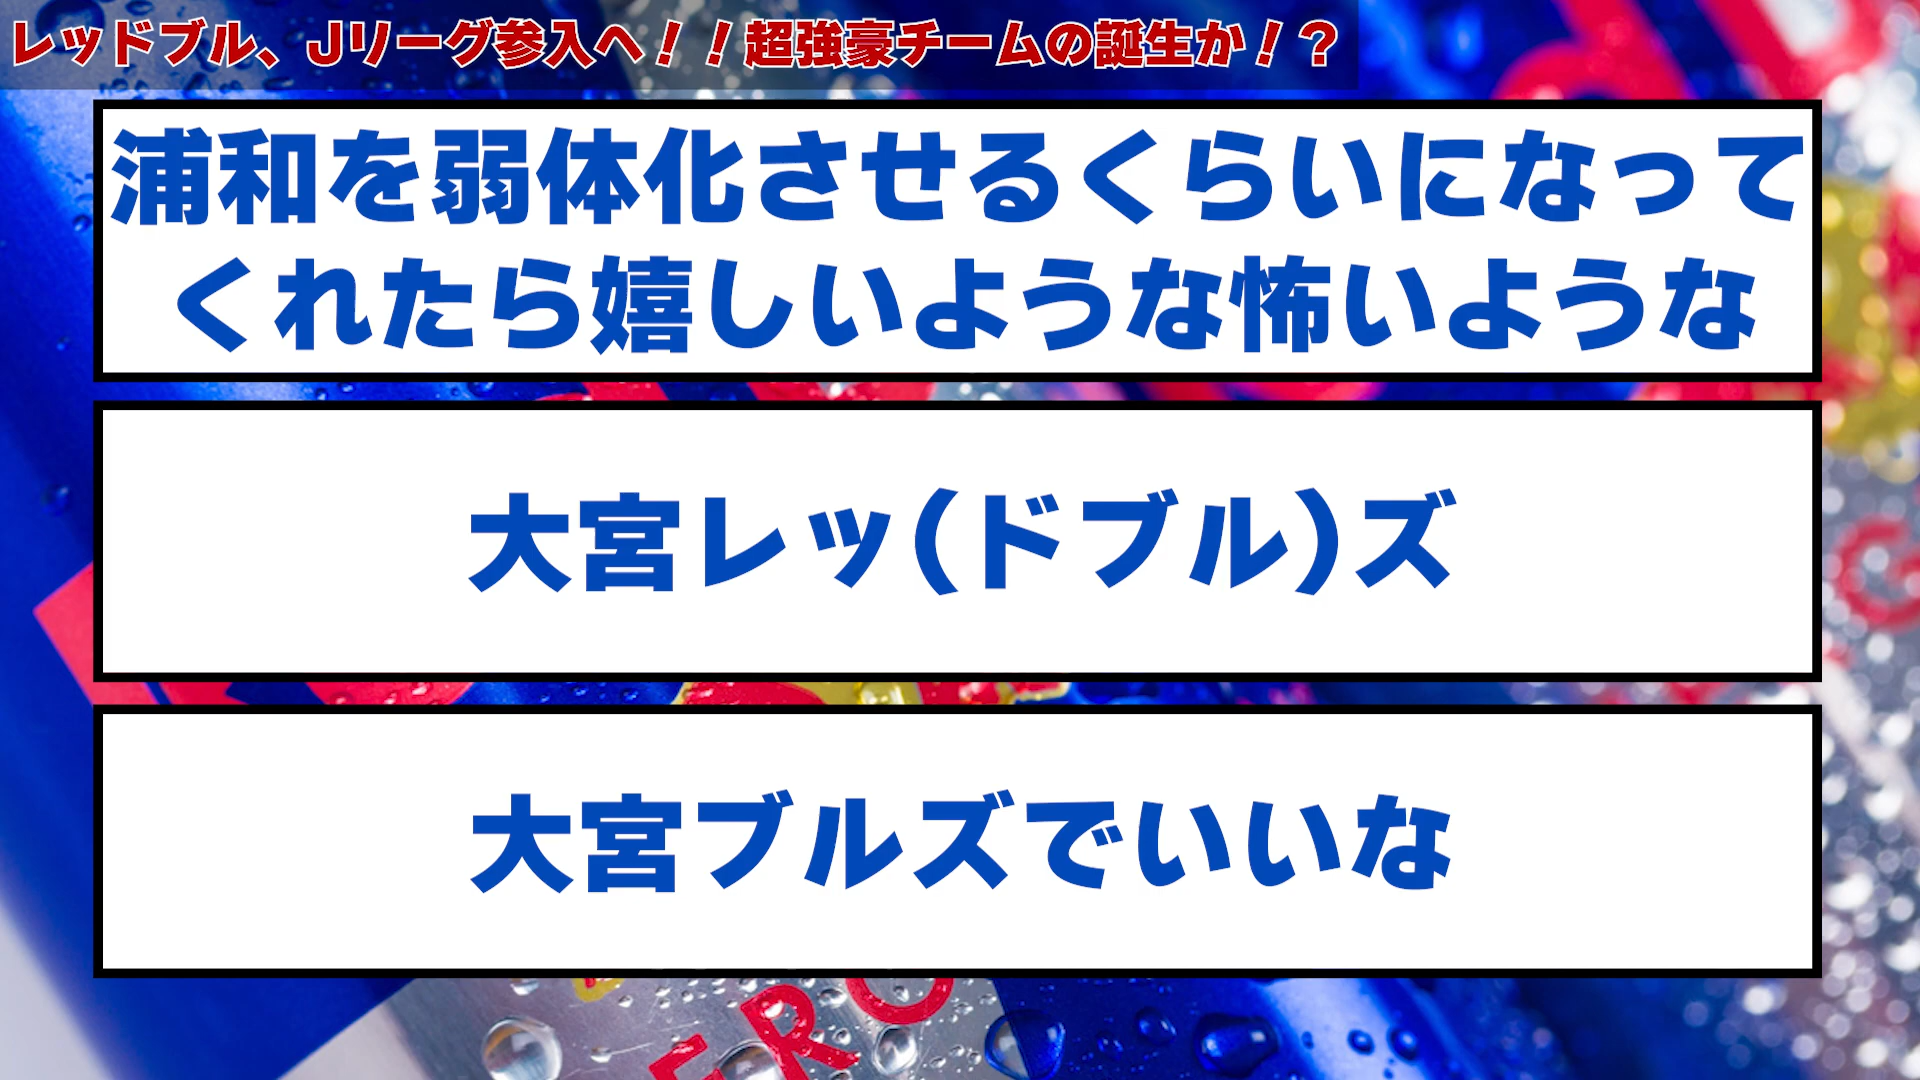 レッドブル、Jリーグ参入へ！！超強豪チームの誕生か！？
浦和を弱体化させるくらいになって
くれたら嬉しいような怖いような
大宮レッ(ドブル)ズ
大宮ブルズでいいな
ERO